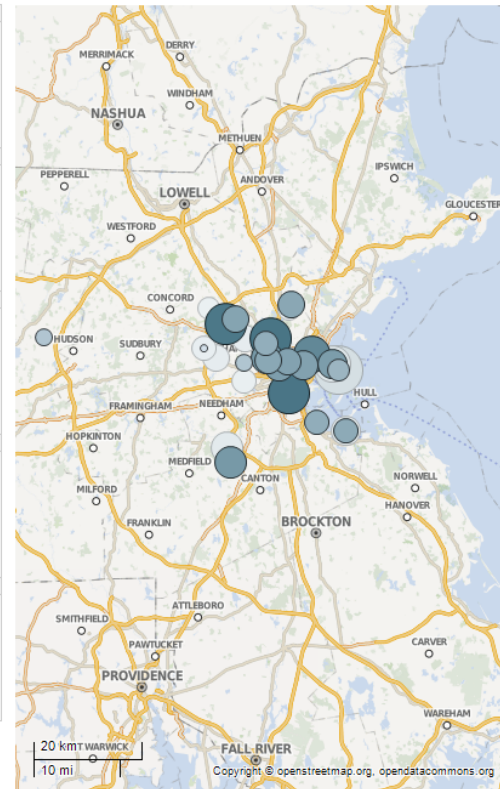 DERRY
MERRIMACK
WINDHAM
NASHUA
METHUEN
IPSWICH
PEPPERELL
ANDOVER
LOWELL
GLOUCESTER
WESTFORD
CONCORD
HUDSON
SUDBURY
HULL
FRAMINGHAM
NEEDHAM
HOPKINTON
MEDFIELD
CANTON
NORWELL
MILFORD
HANOVER
FRANKLIN
BROCKTON
ATTLEBORO
SMITHFIELD
PAWTUCKET
CARVER
PROVIDENCE
WAREHAM
20 km
T WARWICK
FALL RIVER
10 mi
Copyright © openstreetmap.org, opendatacommons.org